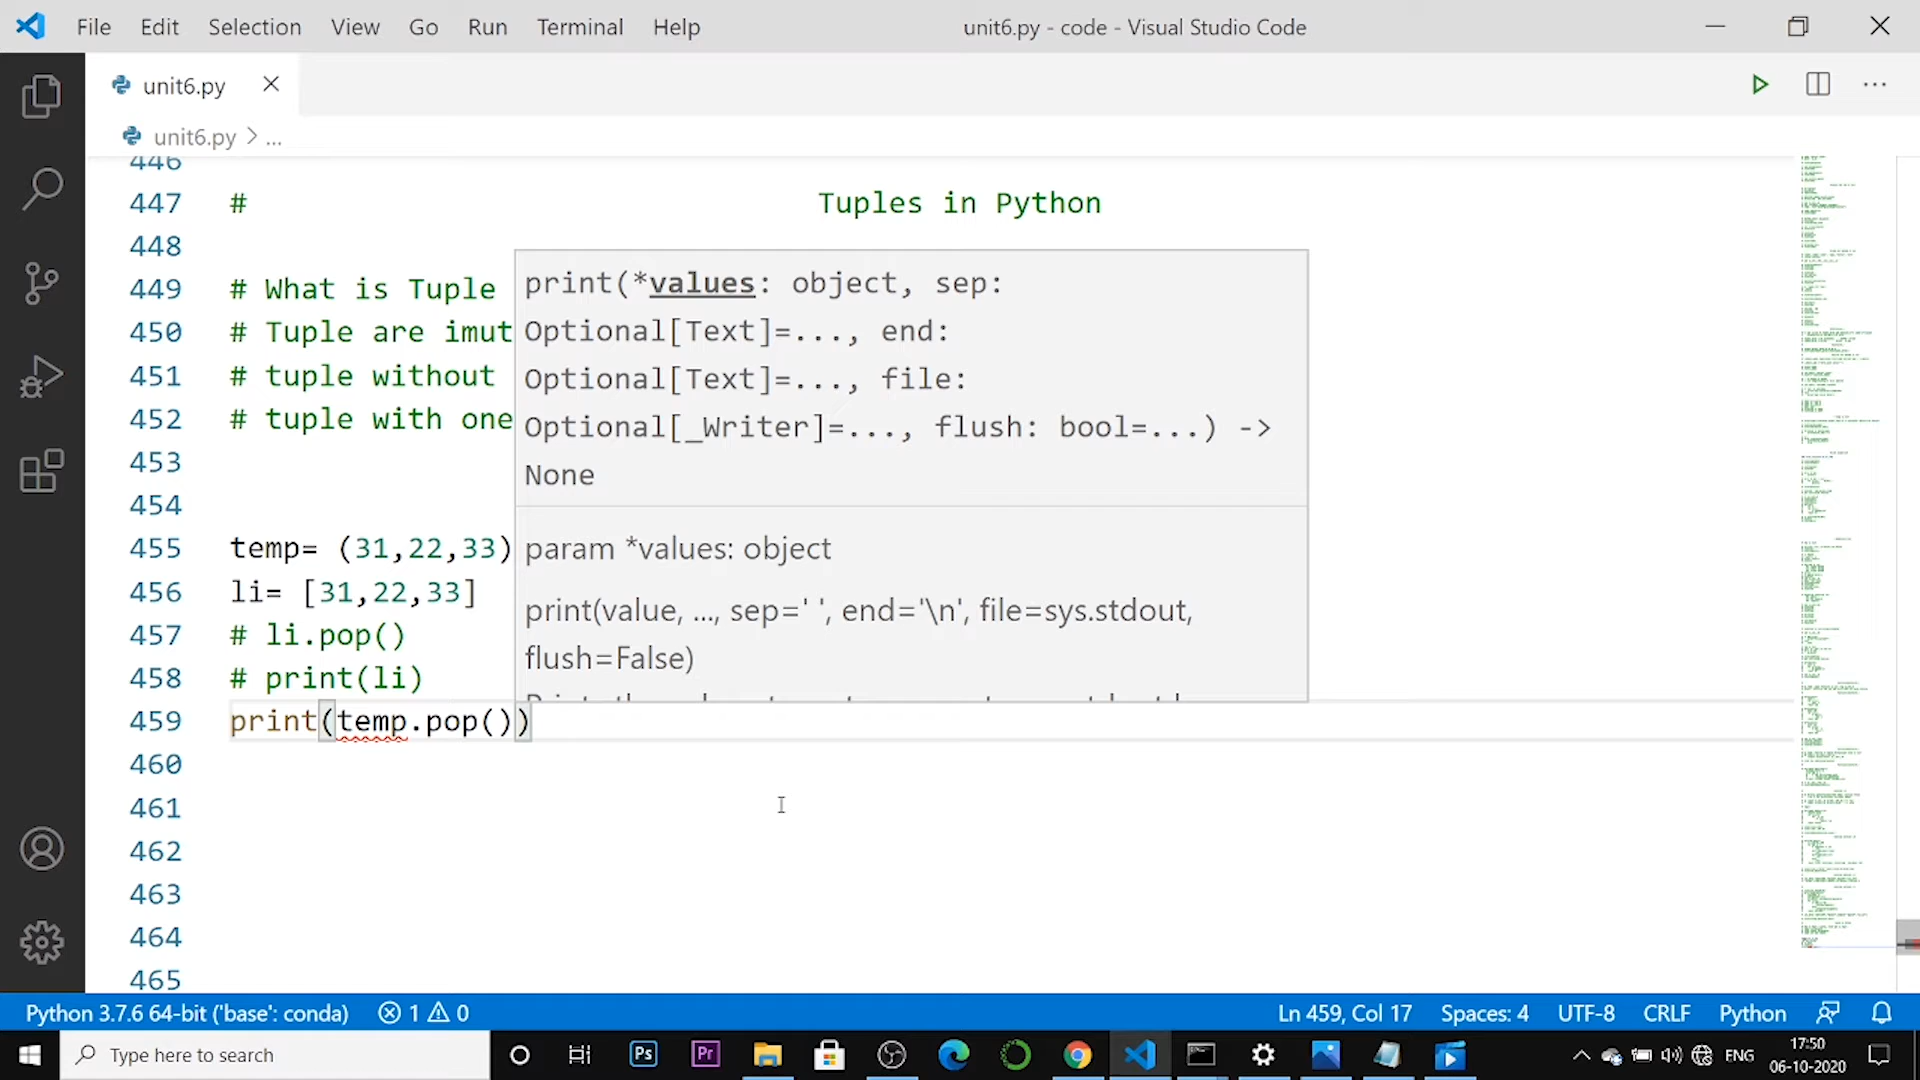 File Edit Selection View Go Run Terminal Help unit6.py - code - Visual Studio Code
unit6.py
unit6.py > ...
446
447 # Tuples in Python
448
449 # What is Tuple
450 # Tuple are imut
451 # tuple without
452 # tuple with one
453
454
455 temp= (31,22,33)
456 li= [31,22,33]
457 # li.pop()
458 # print(li)
459 print(temp.pop())
460
461
462
463
464
465
print(*values: object, sep:
Optional[Text]=..., end:
Optional[Text]=..., file:
Optional[_Writer]=..., flush: bool=...) ->
None
param *values: object
print(value, ..., sep=' ', end='\n', file=sys.stdout,
flush=False)
Python 3.7.6 64-bit ('base': conda) 1 0 Ln 459, Col 17 Spaces: 4 UTF-8 CRLF Python
Type here to search Ps Pr ENG 17:50
06-10-2020